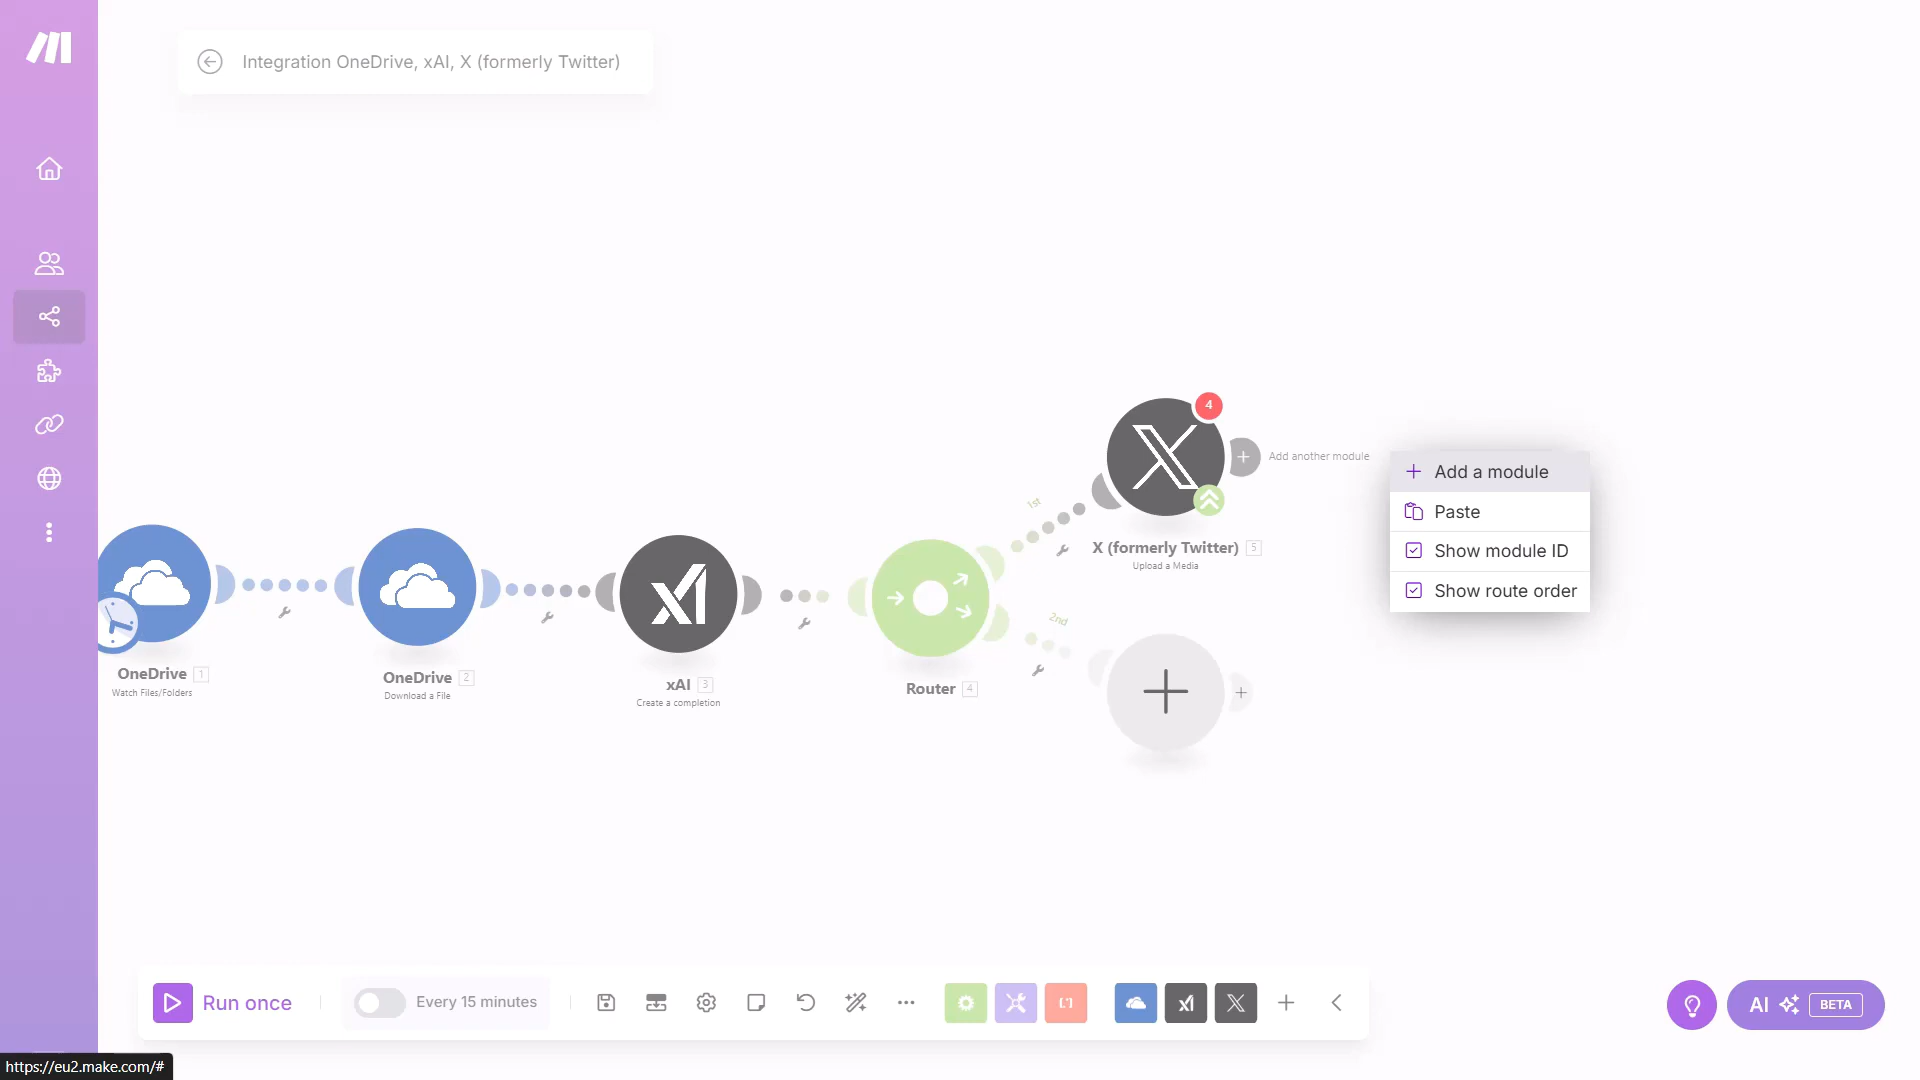 Integration OneDrive, xAI, X (formerly Twitter)
4
Add another module
1st
X (formerly Twitter) 5
Upload a Media
Add a module
Paste
Show module ID
Show route order
2nd
OneDrive 1
Watch Files/Folders
OneDrive 2
Download a File
xAI 3
Create a completion
Router 4
Run once
Every 15 minutes
AI BETA
https://eu2.make.com/#